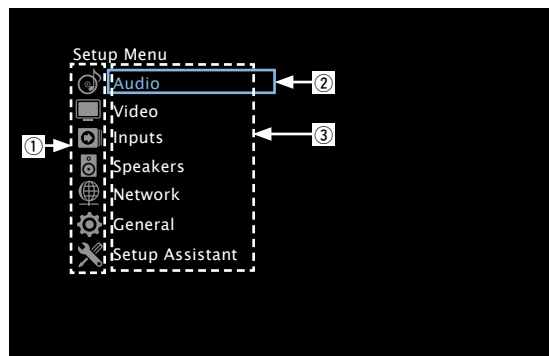 Setup Menu
Audio
②
Video
①
Inputs
③
Speakers
Network
General
Setup Assistant